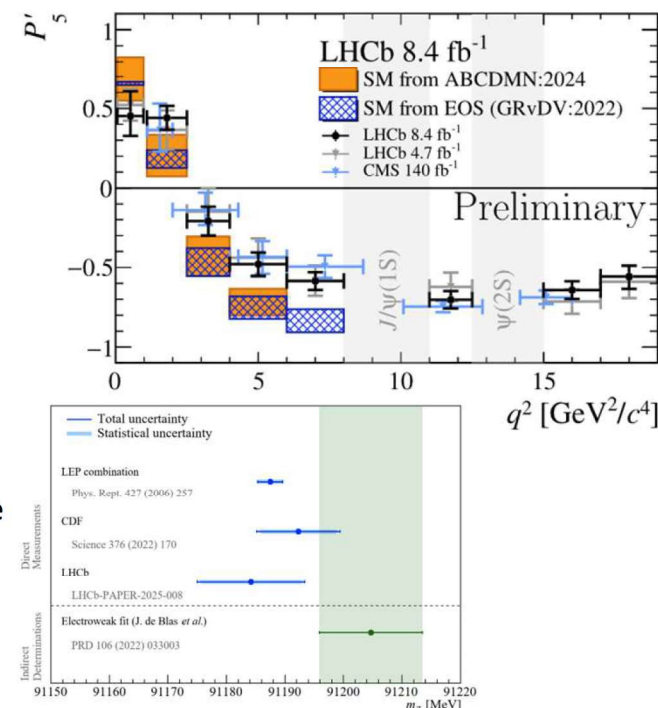 P'5
LHCb 8.4 fb-1
SM from ABCDMN:2024
SM from EOS (GRvDV:2022)
LHCb 8.4 fb-1
LHCb 4.7 fb-1
CMS 140 fb-1
Preliminary
J/ψ(1S)
ψ(2S)
1
0.5
0
−0.5
−1
0 5 10 15
q2 [GeV2/c4]
Total uncertainty
Statistical uncertainty
Direct
Measurements
LEP combination
Phys. Rept. 427 (2006) 257
CDF
Science 376 (2022) 170
LHCb
LHCb-PAPER-2025-008
Indirect
Determinations
Electroweak fit (J. de Blas et al.)
PRD 106 (2022) 033003
91150 91160 91170 91180 91190 91200 91210 91220
[MeV]